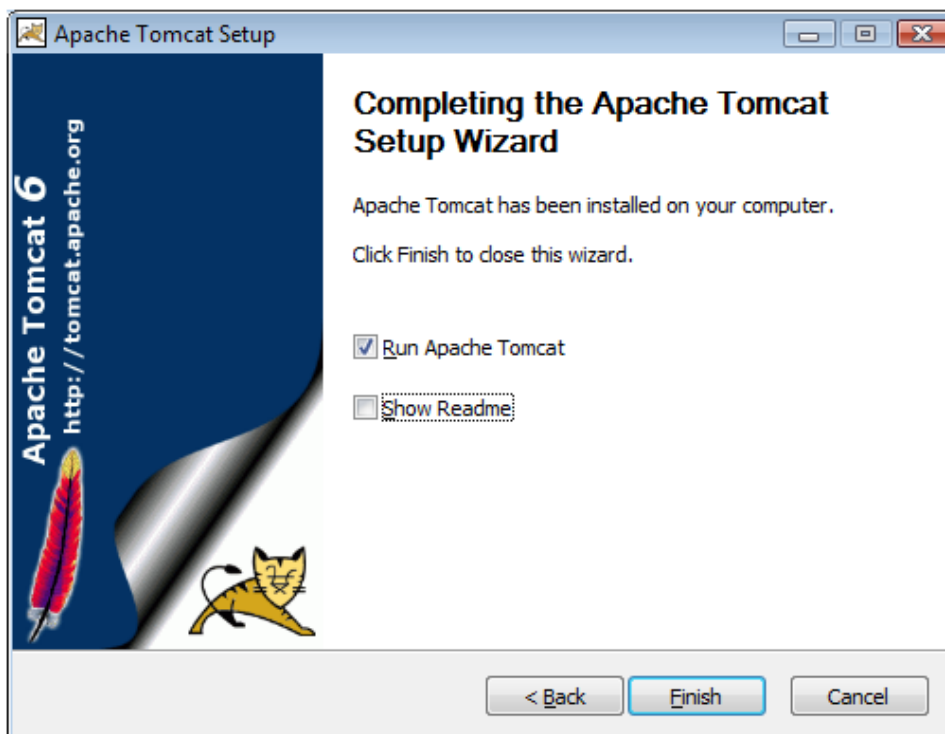 Apache Tomcat Setup
Apache Tomcat 6
http://tomcat.apache.org
Completing the Apache Tomcat
Setup Wizard
Apache Tomcat has been installed on your computer.
Click Finish to close this wizard.
Run Apache Tomcat
Show Readme
< Back
Finish
Cancel